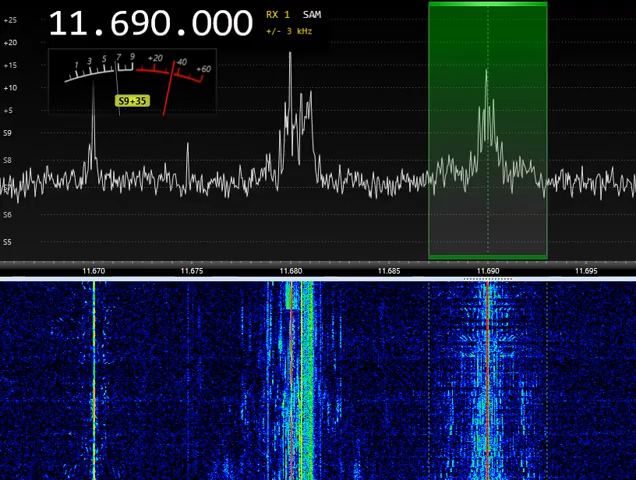 11.690.000
RX 1 SAM
+/- 3 kHz
1 3 5 7 9 +20 +40 +60
S9+35
+25
+20
+15
+10
+5
S9
S8
S6
S5
11.670 11.675 11.680 11.685 11.690 11.695